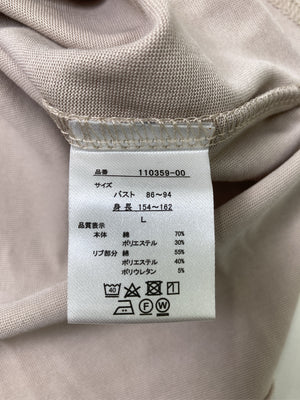 品番 110359-00
サイズ
バスト 86～94
身長 154～162
L
品質表示
本体 綿 70%
ポリエステル 30%
リブ部分 綿 55%
ポリエステル 40%
ポリウレタン 5%
40
F W